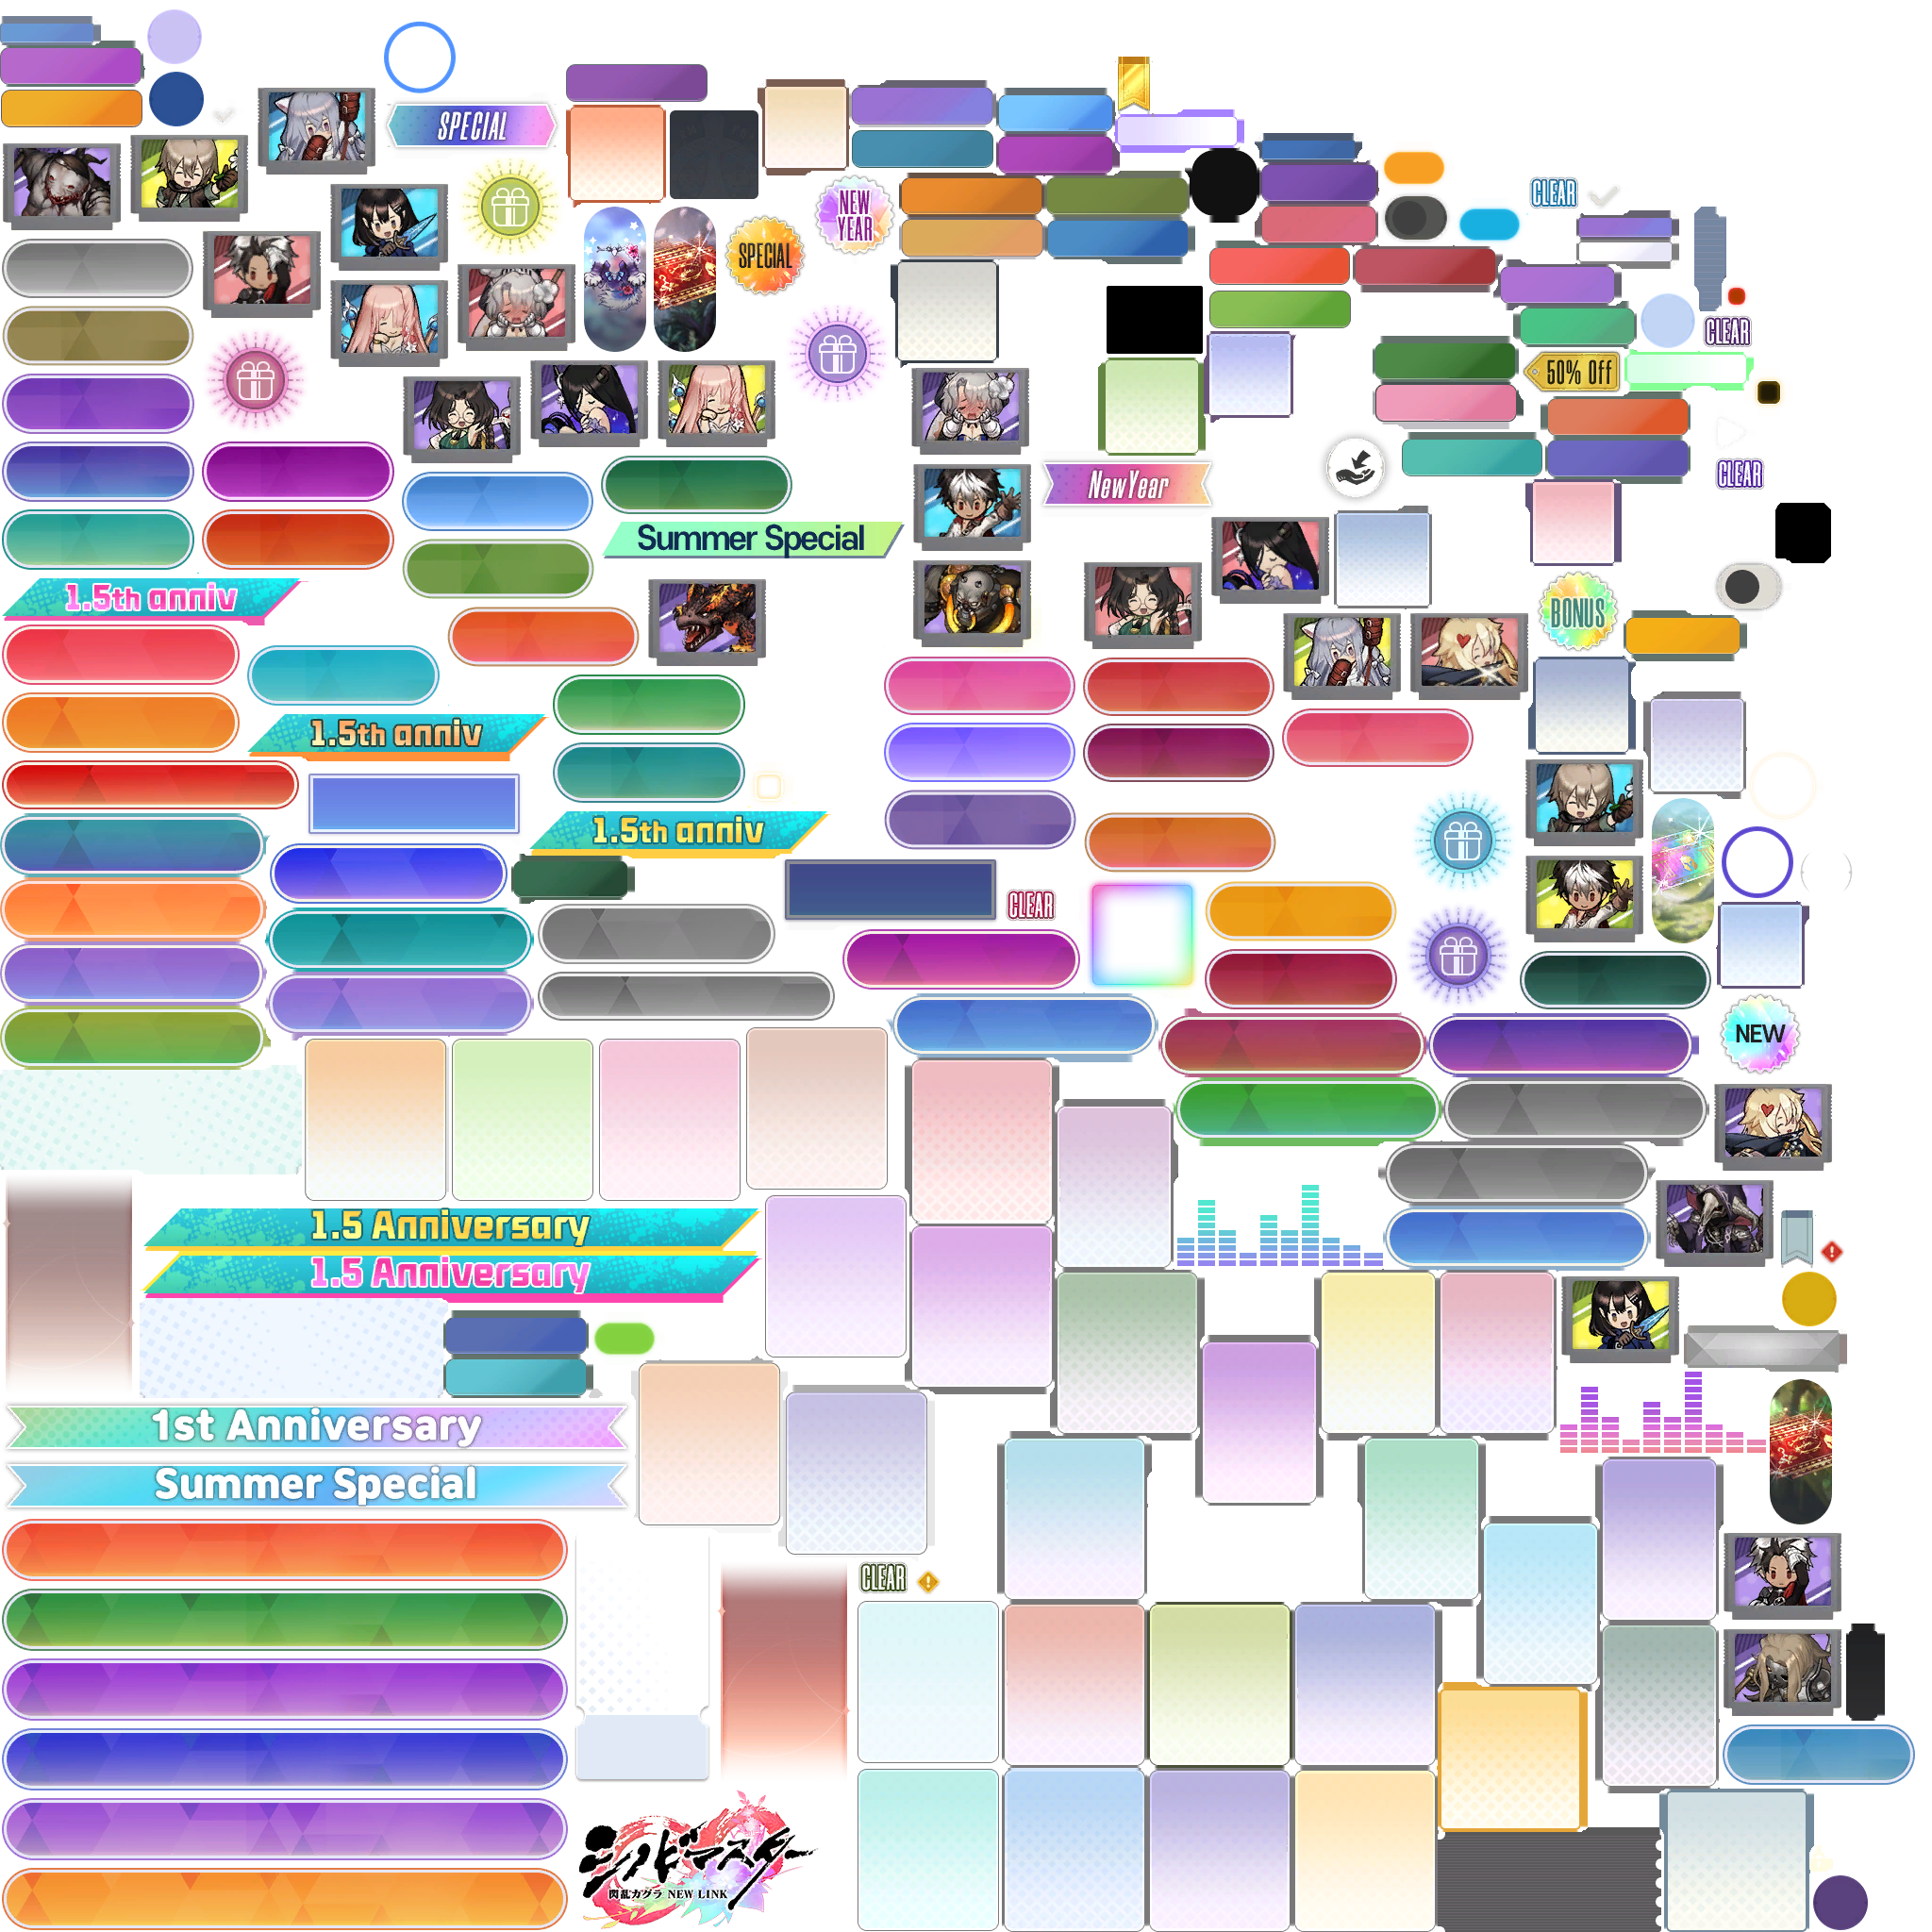 SPECIAL
NEW
YEAR
SPECIAL
CLEAR
CLEAR
50% Off
CLEAR
NewYear
Summer Special
1.5th anniv
BONUS
1.5th anniv
1.5th anniv
CLEAR
NEW
1.5 Anniversary
1.5 Anniversary
1st Anniversary
Summer Special
CLEAR
シノビマスター
閃乱カグラ NEW LINK